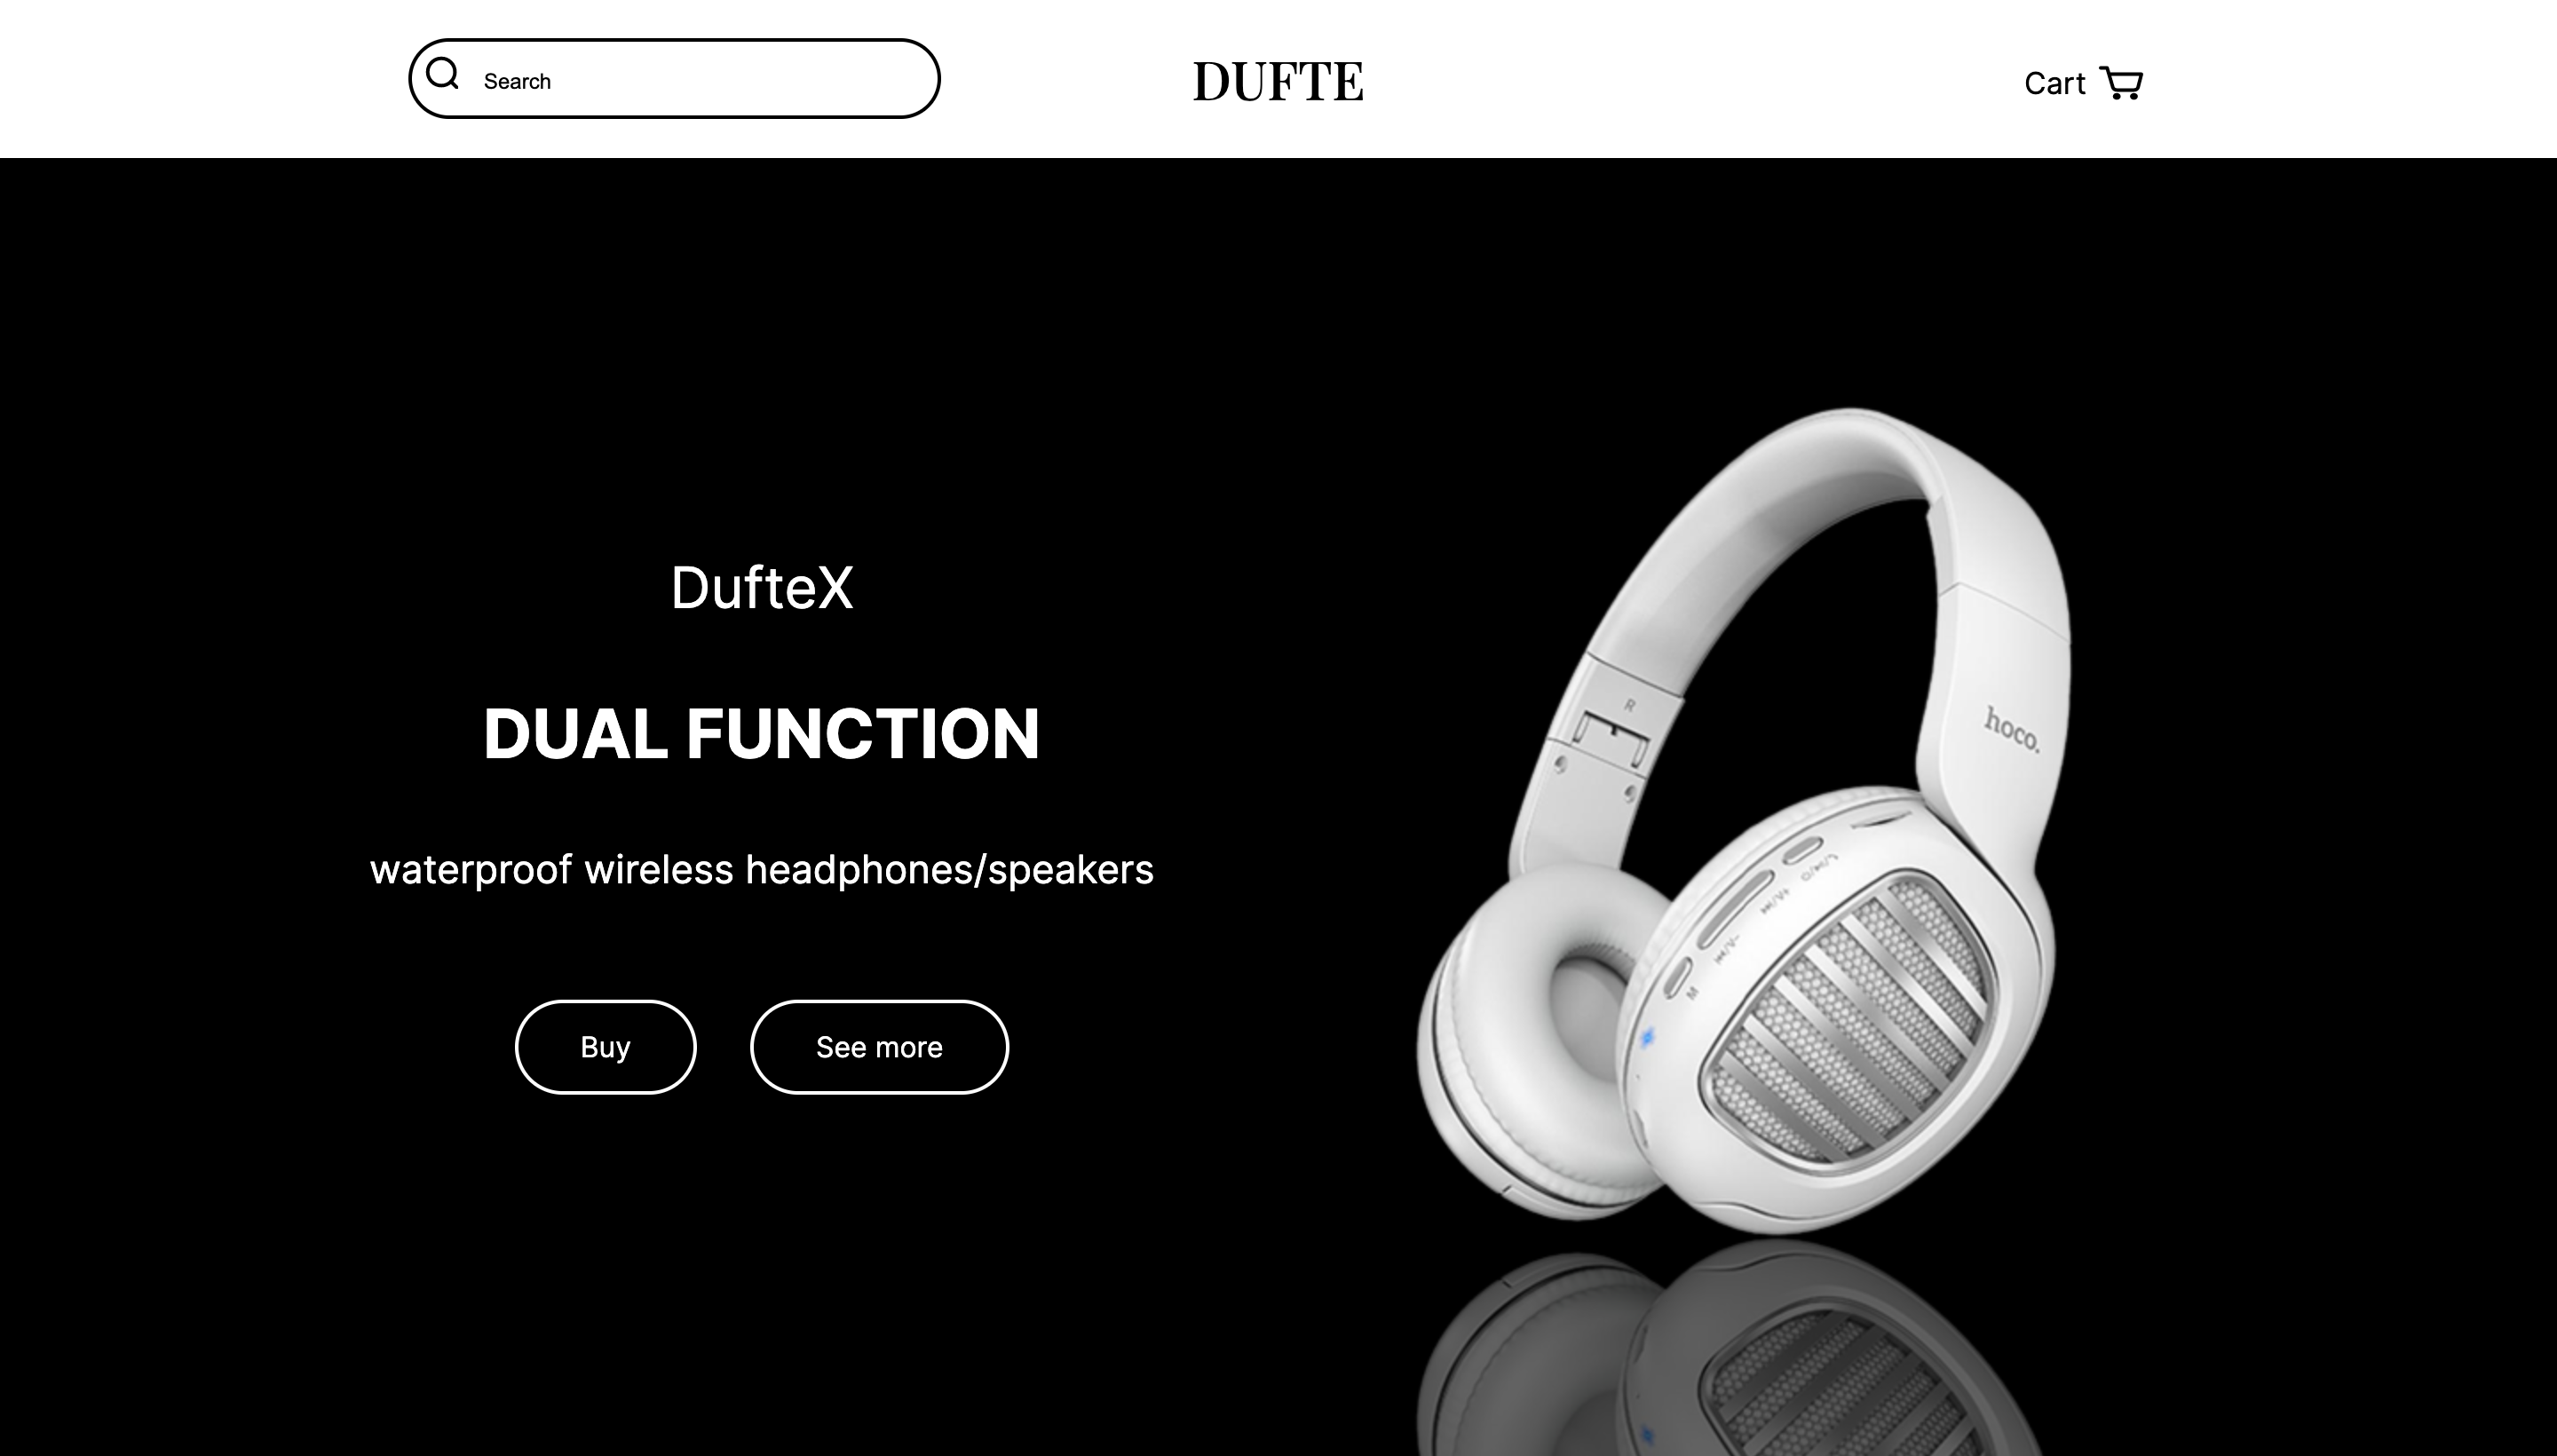 Search
DUFTE
Cart
DufteX
DUAL FUNCTION
waterproof wireless headphones/speakers
Buy
See more
R
hoco.
M